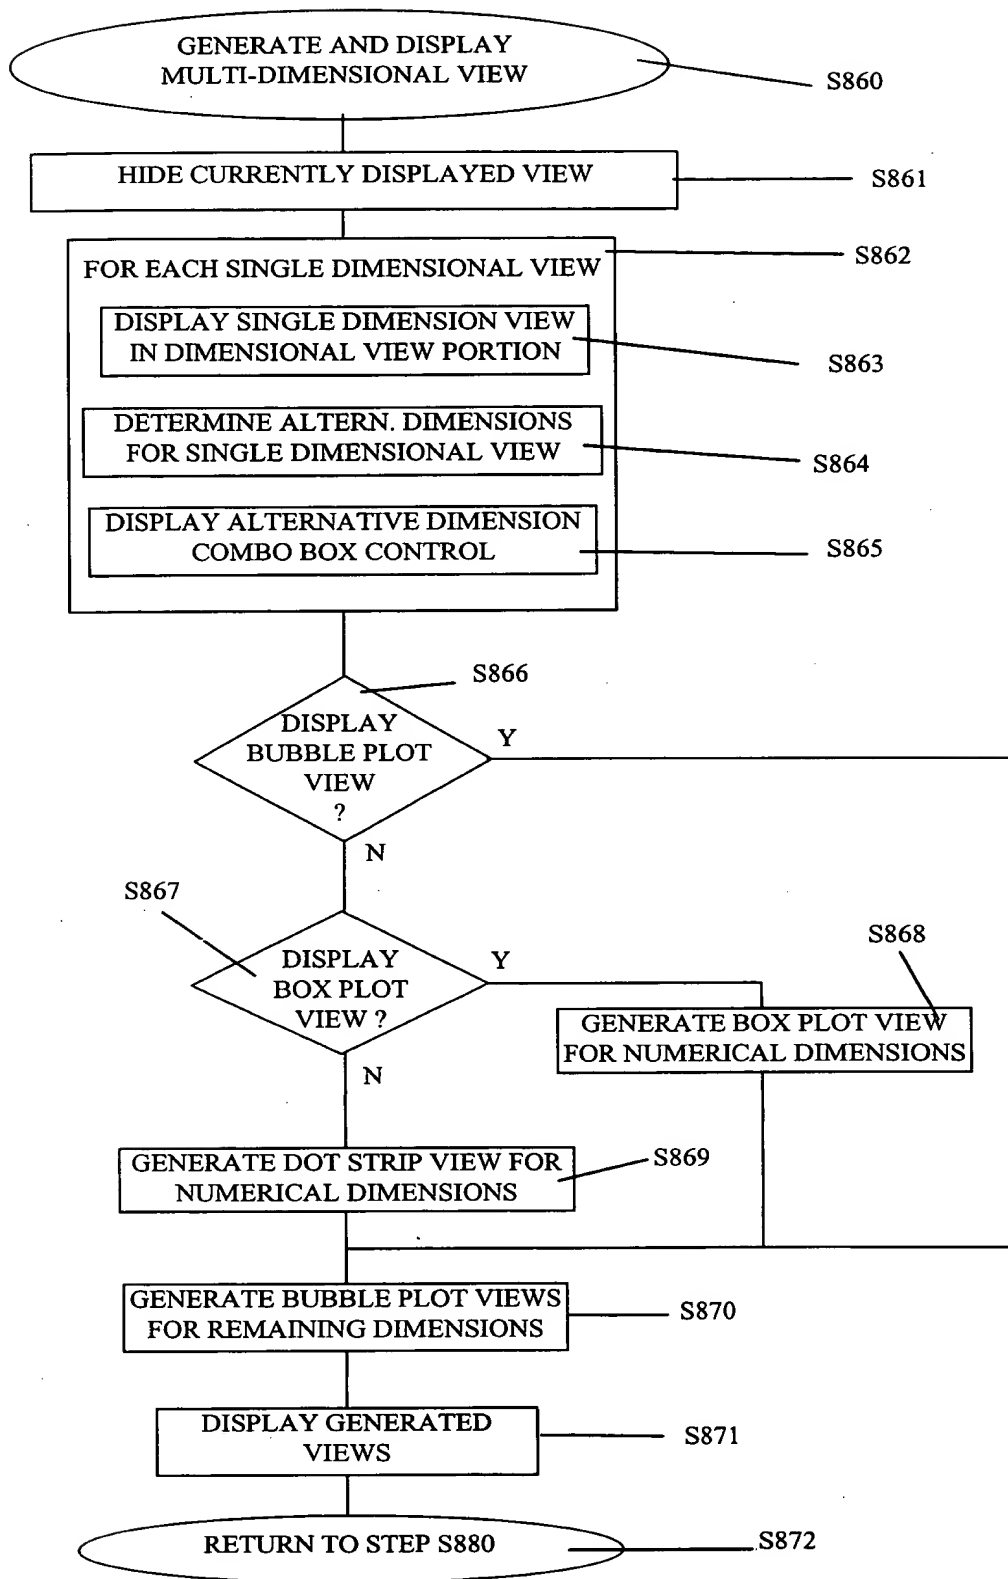 GENERATE AND DISPLAY
MULTI-DIMENSIONAL VIEW
S860
HIDE CURRENTLY DISPLAYED VIEW
S861
FOR EACH SINGLE DIMENSIONAL VIEW
S862
DISPLAY SINGLE DIMENSION VIEW
IN DIMENSIONAL VIEW PORTION
S863
DETERMINE ALTERN. DIMENSIONS
FOR SINGLE DIMENSIONAL VIEW
S864
DISPLAY ALTERNATIVE DIMENSION
COMBO BOX CONTROL
S865
S866
DISPLAY
BUBBLE PLOT
VIEW
?
Y
N
S867
DISPLAY
BOX PLOT
VIEW ?
Y
N
S868
GENERATE BOX PLOT VIEW
FOR NUMERICAL DIMENSIONS
GENERATE DOT STRIP VIEW FOR
NUMERICAL DIMENSIONS
S869
GENERATE BUBBLE PLOT VIEWS
FOR REMAINING DIMENSIONS
S870
DISPLAY GENERATED
VIEWS
S871
RETURN TO STEP S880
S872